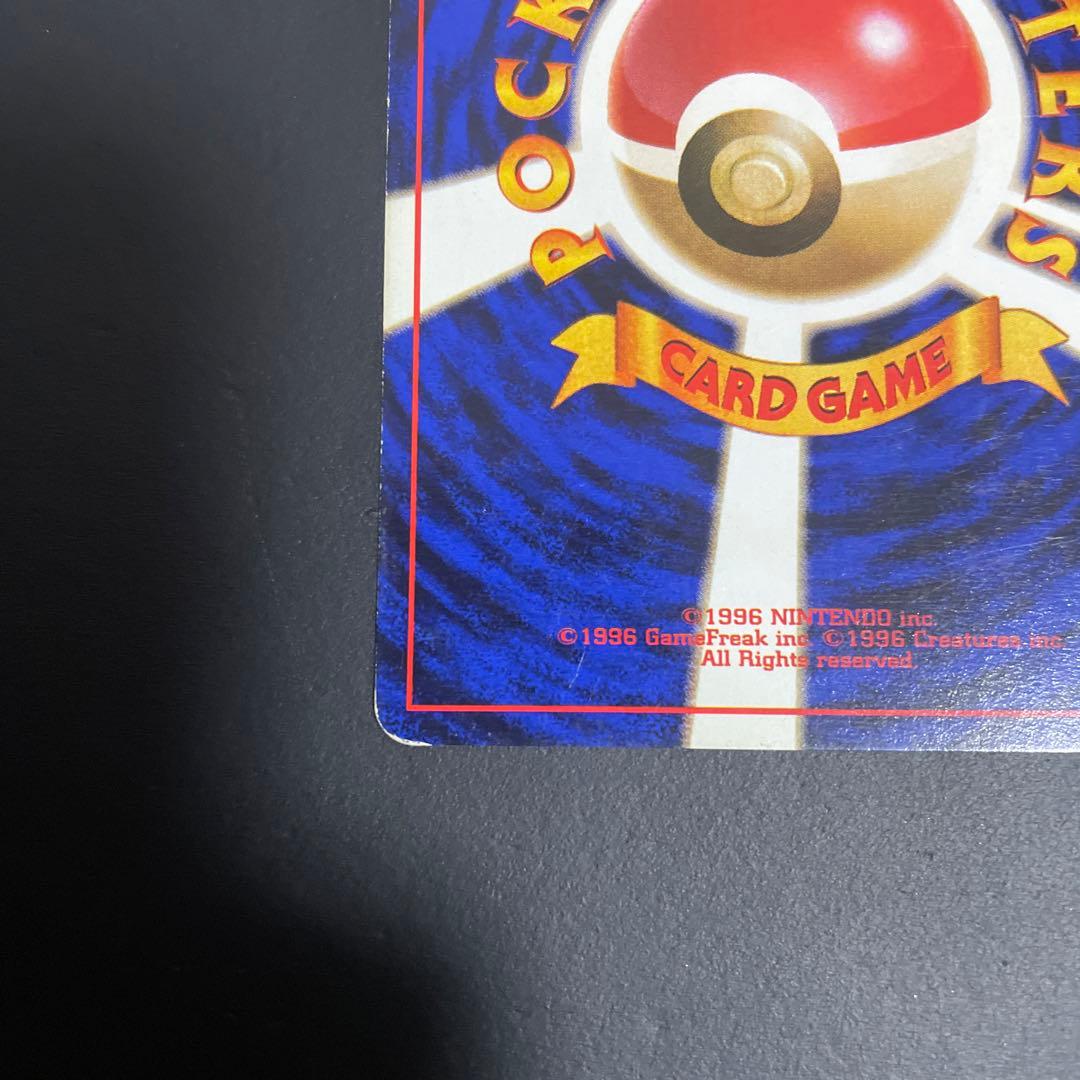 POCK
TERS
CARD GAME
©1996 NINTENDO inc.
©1996 GameFreak inc. ©1996 Creatures inc.
All Rights reserved.